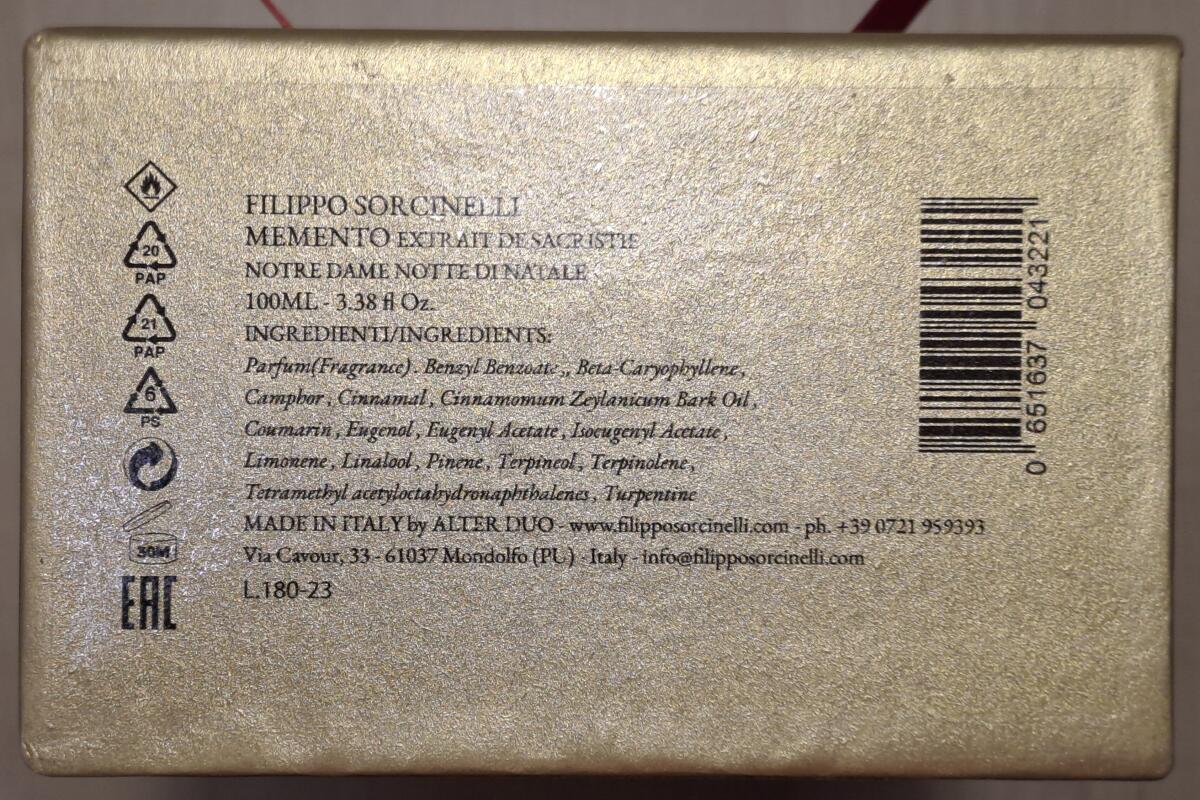 FILIPPO SORCINELLI
MEMENTO EXTRAIT DE SACRISTIE
NOTRE DAME NOTTE DI NATALE
100ML - 3.38 fl Oz.
INGREDIENTI/INGREDIENTS:
Parfum(Fragrance). Benzyl Benzoate,, Beta-Caryophyllene,
Camphor, Cinnamal, Cinnamomum Zeylanicum Bark Oil,
Coumarin, Eugenol, Eugenyl Acetate, Isoeugenyl Acetate,
Limonene, Linalool, Pinene, Terpineol, Terpinolene,
Tetramethyl acetyloctahydronaphthalenes, Turpentine
MADE IN ITALY by ALTER DUO - www.filipposorcinelli.com - ph. +39 0721 959393
Via Cavour, 33 - 61037 Mondolfo (PU) - Italy - info@filipposorcinelli.com
L.180-23
20
PAP
21
PAP
6
PS
30M
EAC
0 651637 043221